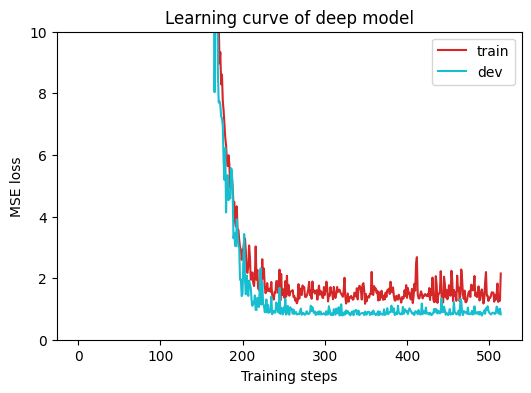 Learning curve of deep model
train
dev
MSE loss
10
8
6
4
2
0
0 100 200 300 400 500
Training steps